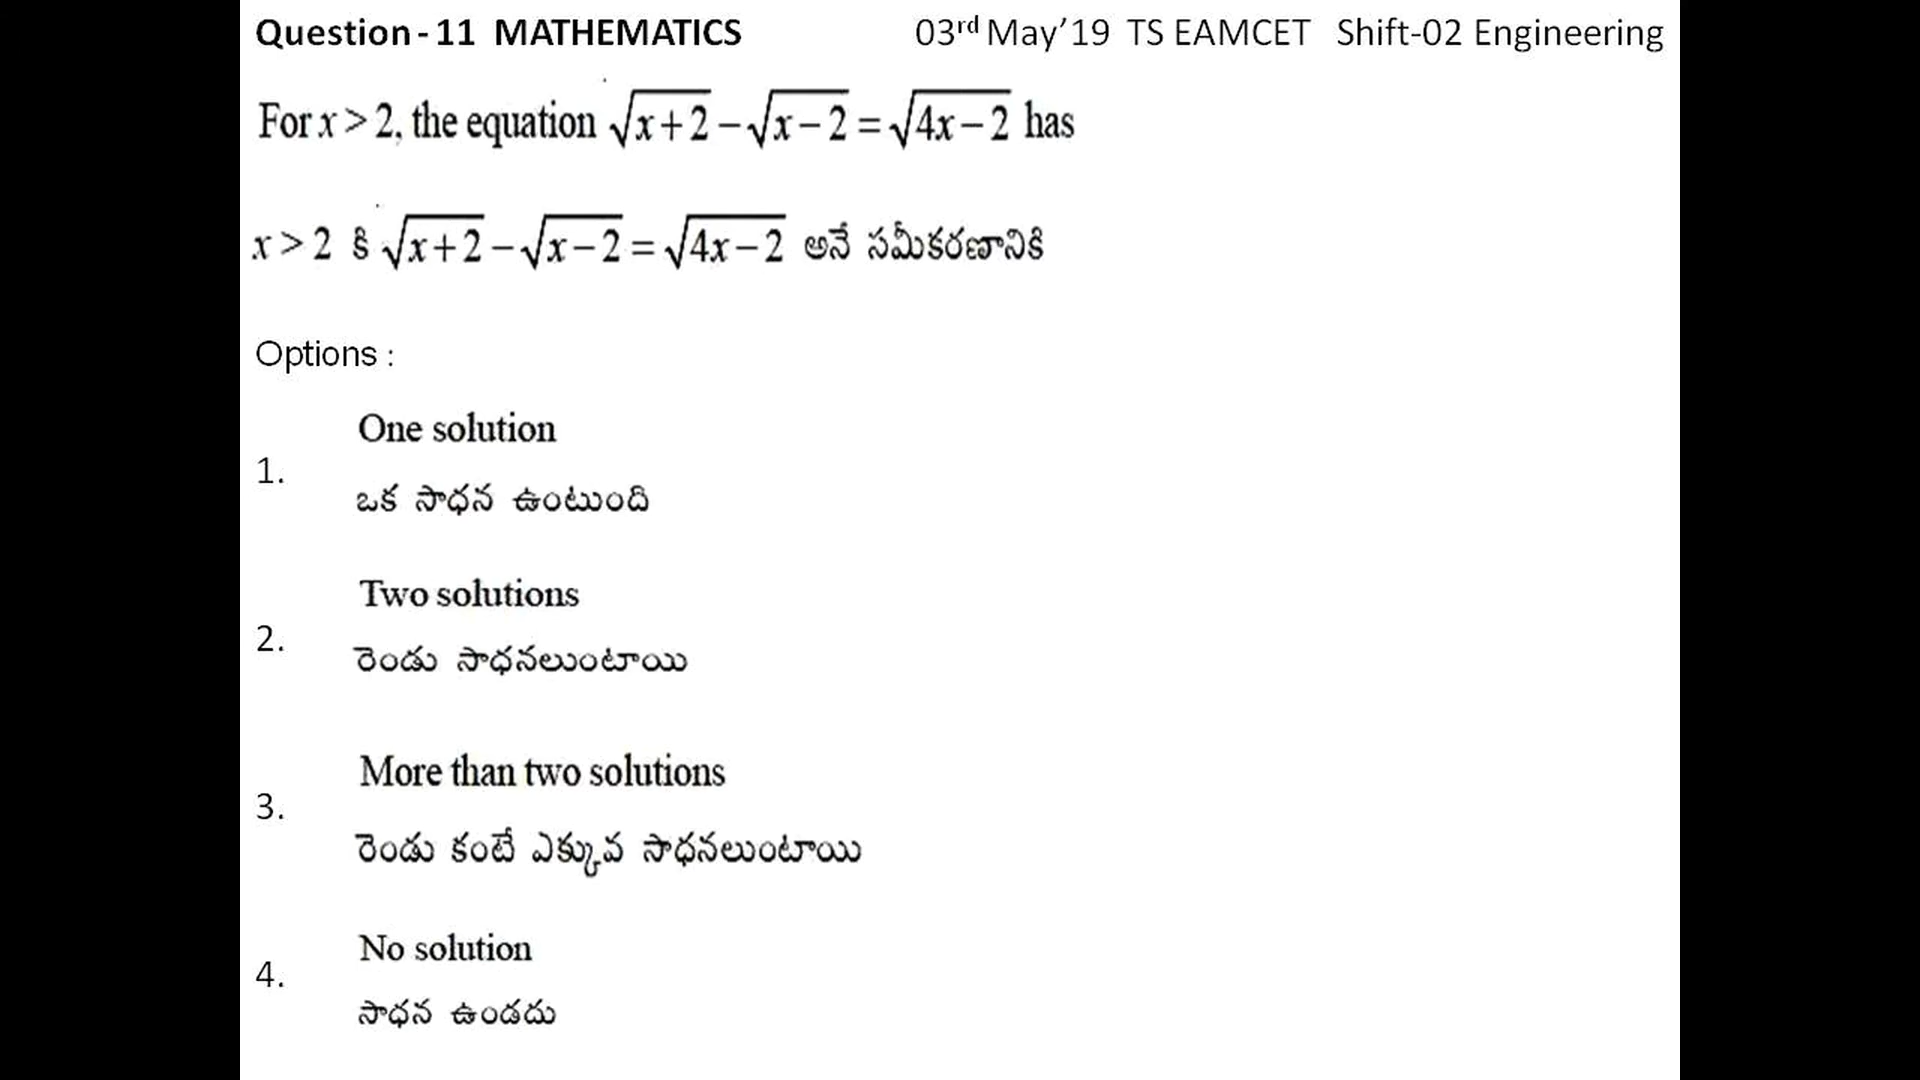 Question - 11 MATHEMATICS 03rd May’19 TS EAMCET Shift-02 Engineering
For x > 2, the equation √(x+2) − √(x−2) = √(4x−2) has
x > 2 కి √(x+2) − √(x−2) = √(4x−2) అనే సమీకరణానికి
Options :
One solution
1.
ఒక సాధన ఉంటుంది
Two solutions
2.
రెండు సాధనలుంటాయి
More than two solutions
3.
రెండు కంటే ఎక్కువ సాధనలుంటాయి
No solution
4.
సాధన ఉండదు